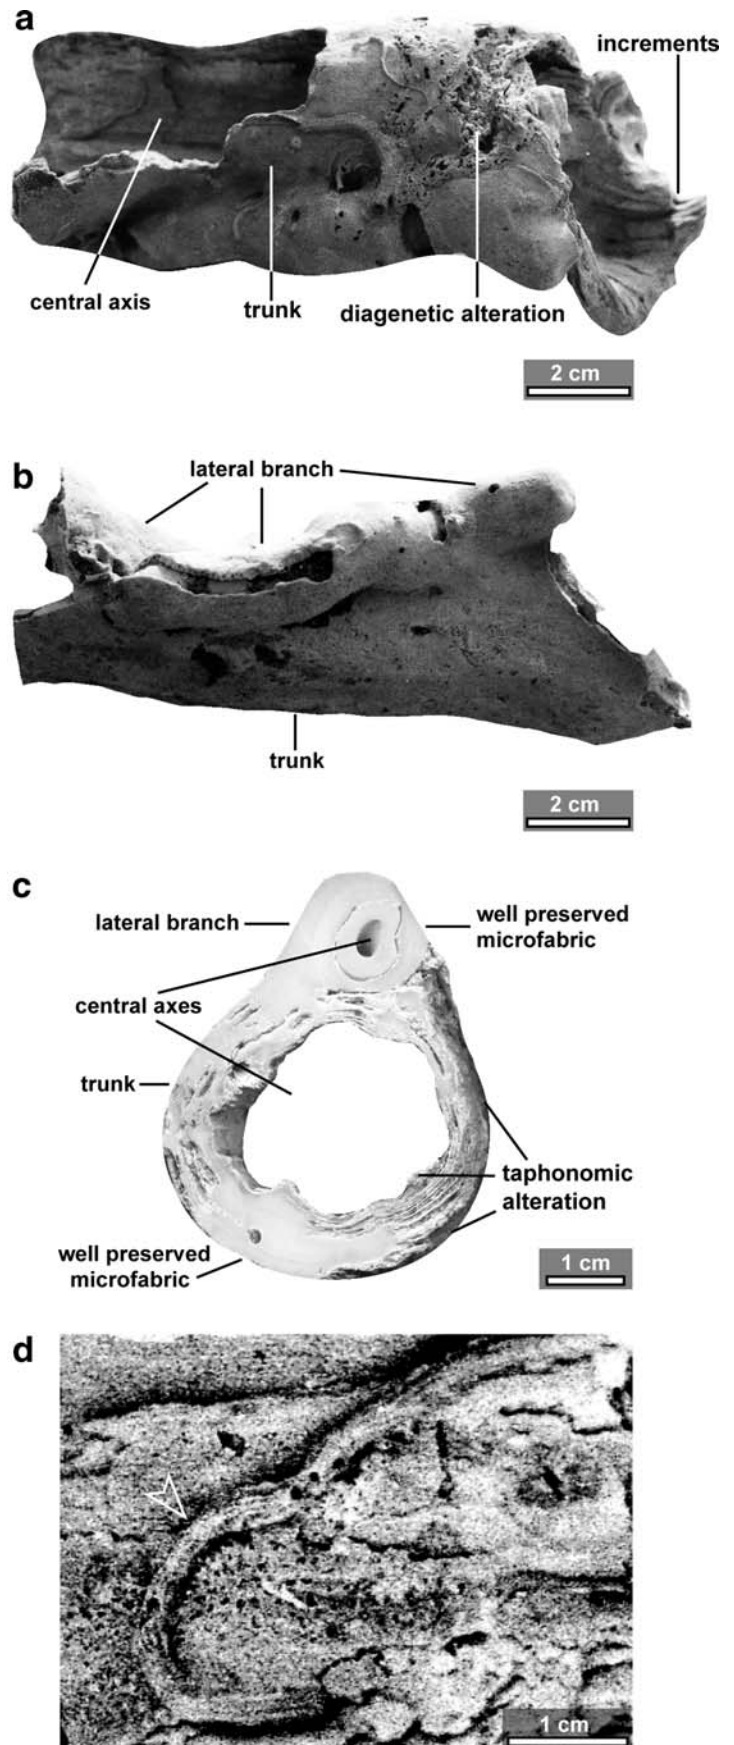 a
increments
central axis
trunk
diagenetic alteration
2 cm
b
lateral branch
trunk
2 cm
c
lateral branch
well preserved
microfabric
central axes
trunk
taphonomic
alteration
well preserved
microfabric
1 cm
d
1 cm